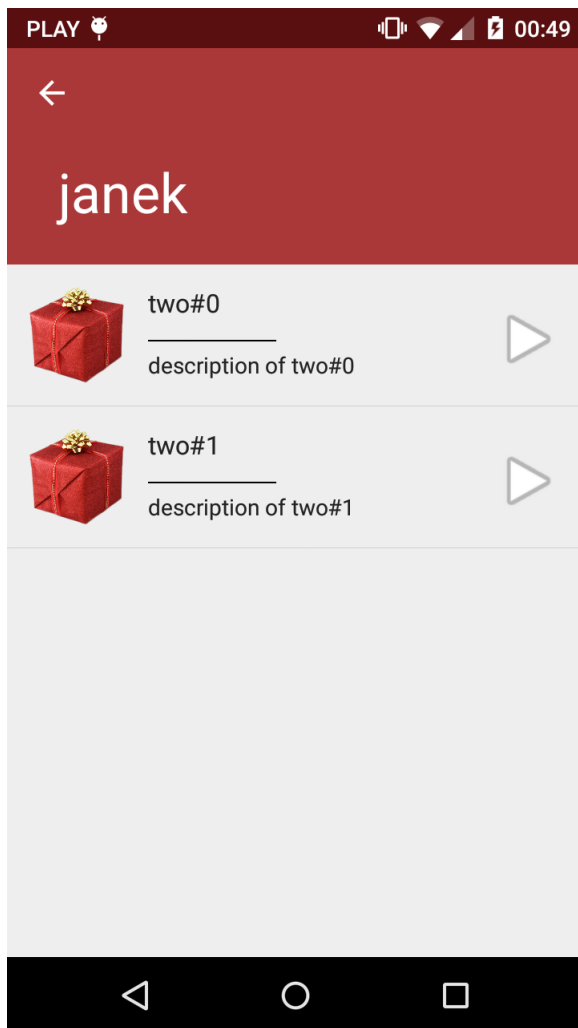 PLAY 00:49
janek
two#0
description of two#0
two#1
description of two#1